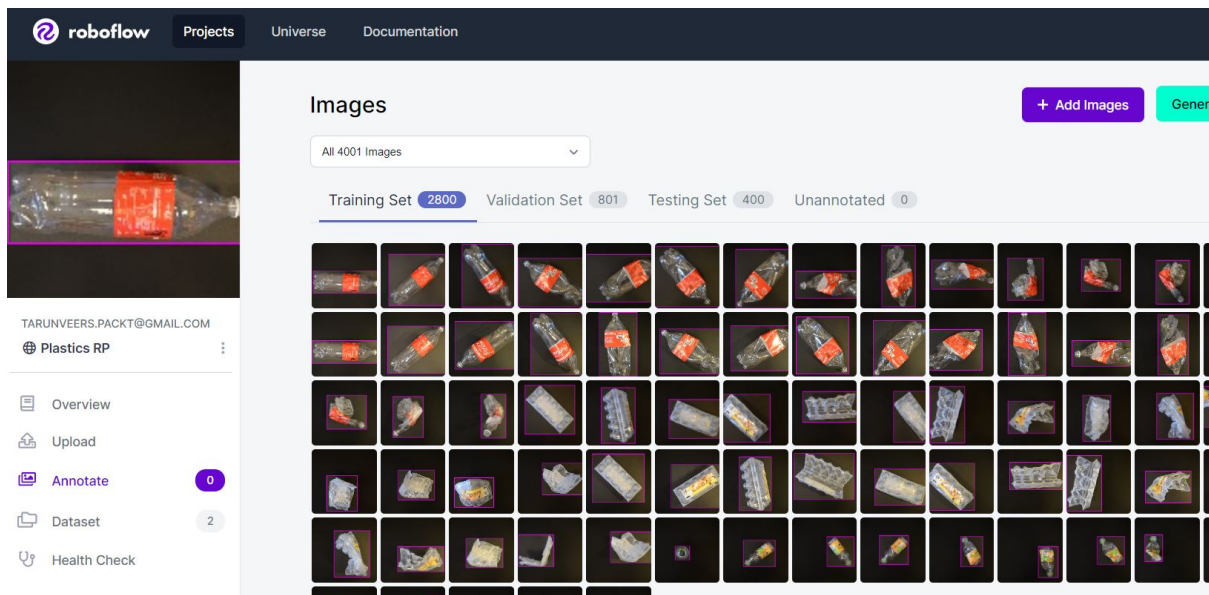 roboflow Projects Universe Documentation
Images
+ Add Images
Gener
All 4001 Images
Training Set 2800 Validation Set 801 Testing Set 400 Unannotated 0
TARUNVEERS.PACKT@GMAIL.COM
Plastics RP
Overview
Upload
Annotate 0
Dataset 2
Health Check